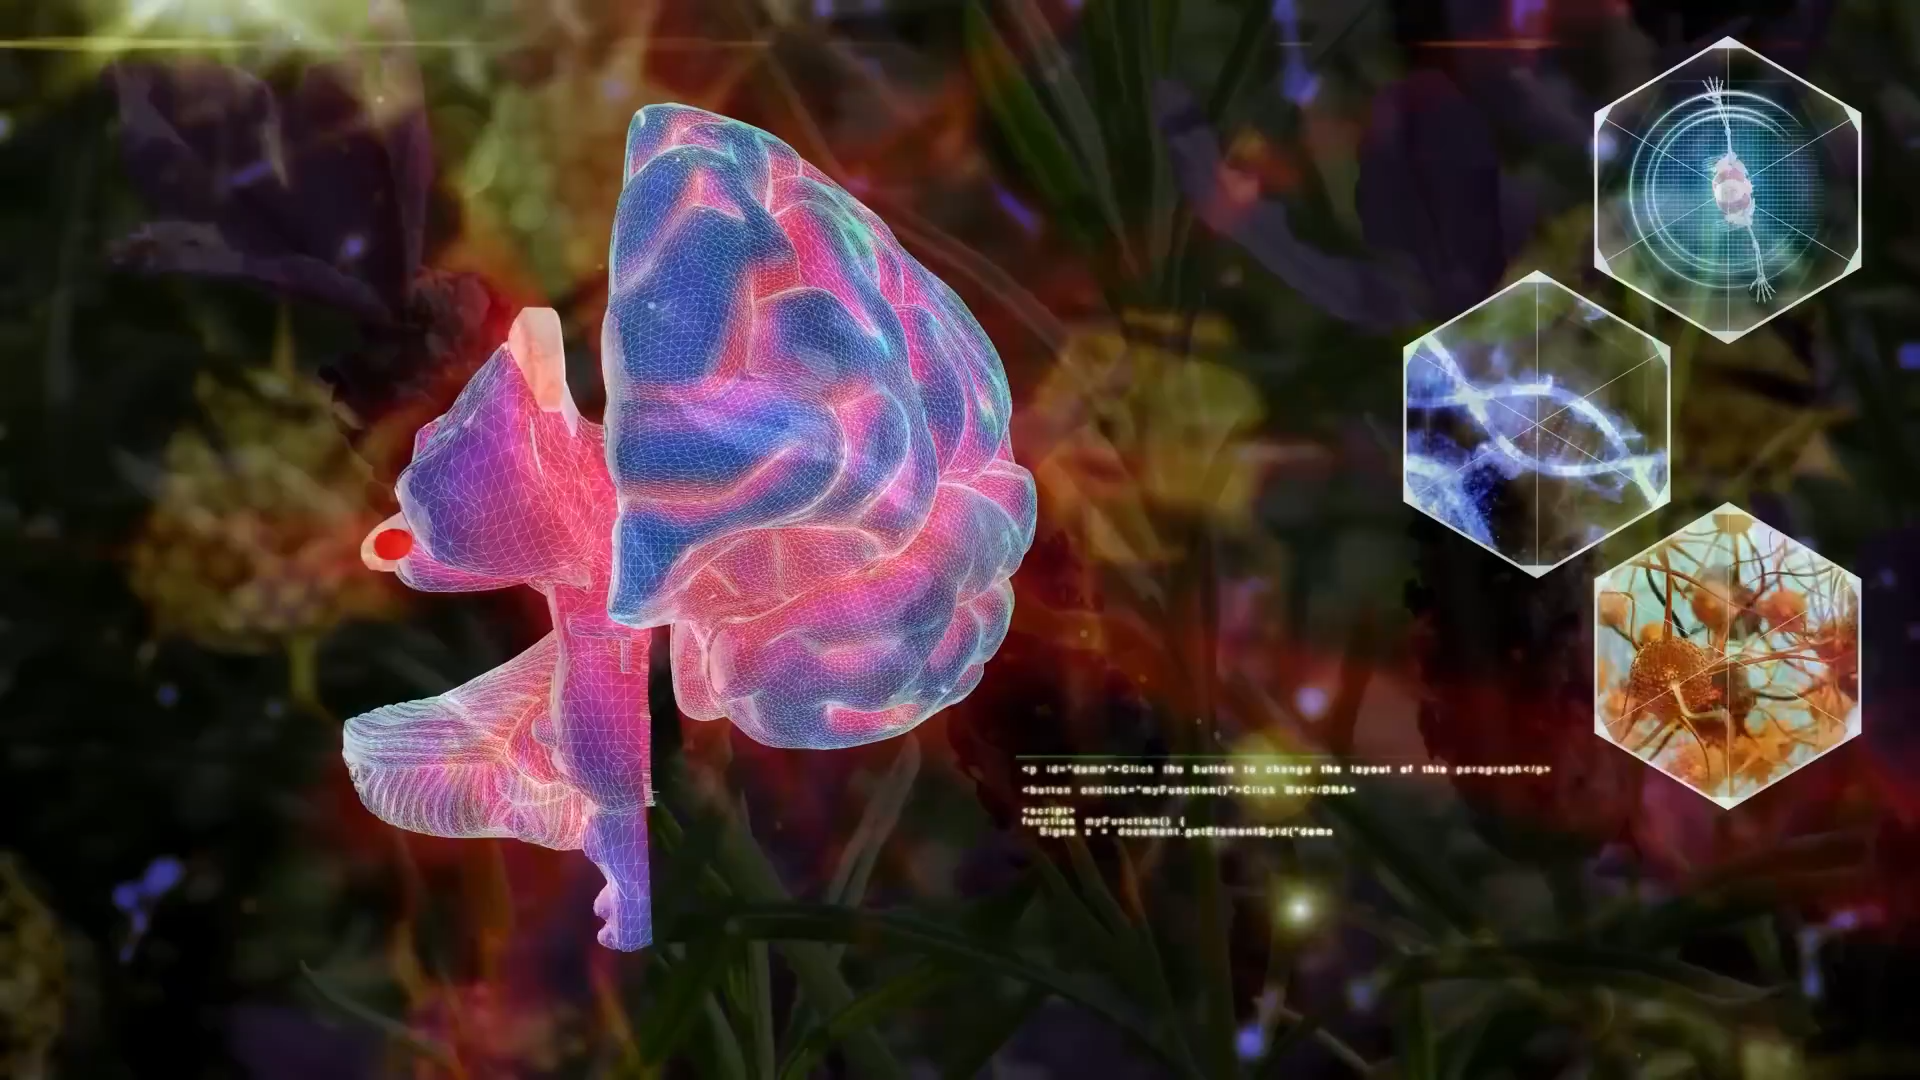 <p id="demo">Click the button to change the layout of this paragraph</p>
<button onclick="myFunction()">Click Me!</DNA>
<script>
function myFunction() {
Signs z = document.getElementById("demo